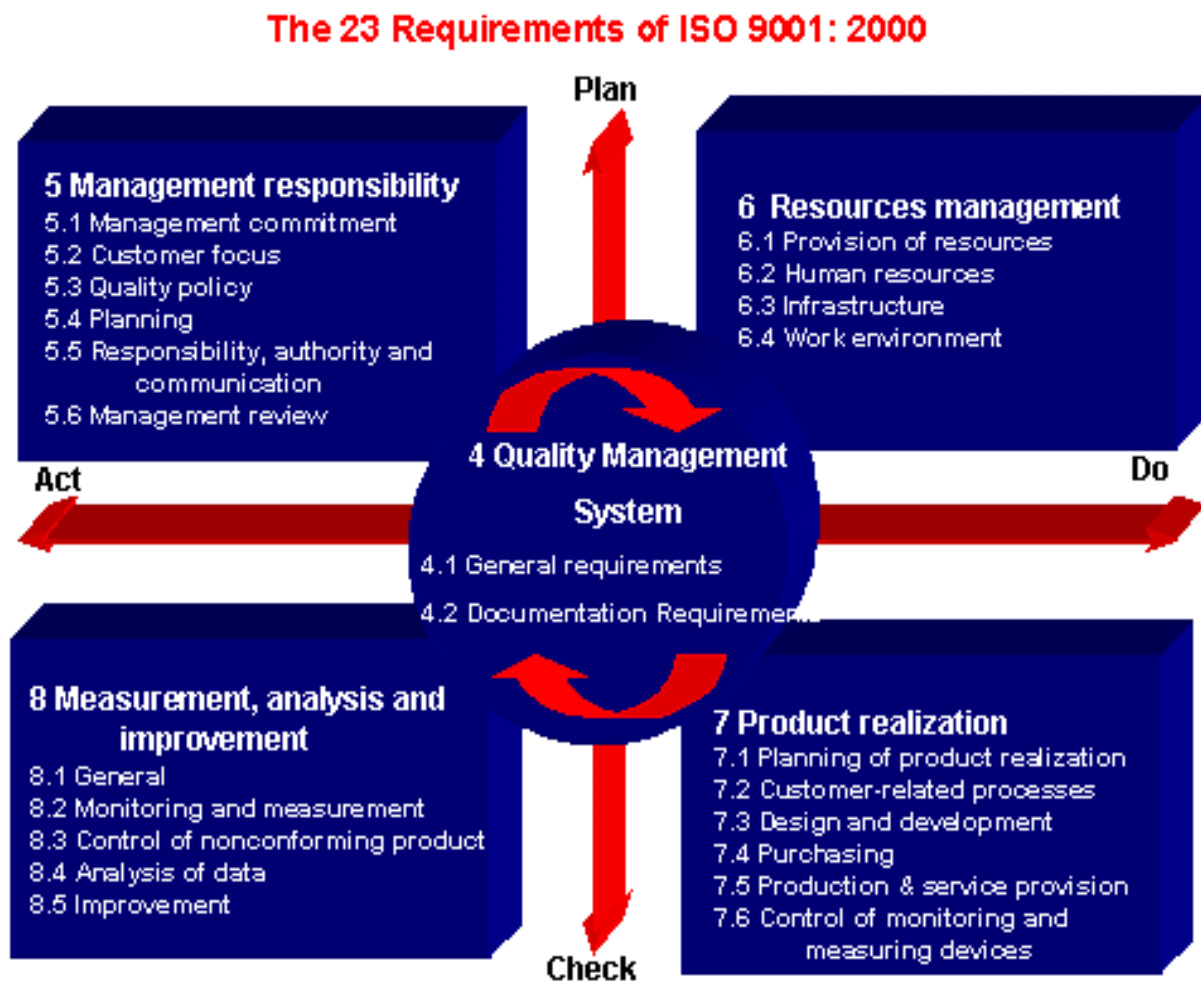 The 23 Requirements of ISO 9001: 2000
Plan
5 Management responsibility
5.1 Management commitment
5.2 Customer focus
5.3 Quality policy
5.4 Planning
5.5 Responsibility, authority and
communication
5.6 Management review
6 Resources management
6.1 Provision of resources
6.2 Human resources
6.3 Infrastructure
6.4 Work environment
Act
Do
4 Quality Management
System
4.1 General requirements
4.2 Documentation Requirements
8 Measurement, analysis and
improvement
8.1 General
8.2 Monitoring and measurement
8.3 Control of nonconforming product
8.4 Analysis of data
8.5 Improvement
7 Product realization
7.1 Planning of product realization
7.2 Customer-related processes
7.3 Design and development
7.4 Purchasing
7.5 Production & service provision
7.6 Control of monitoring and
measuring devices
Check